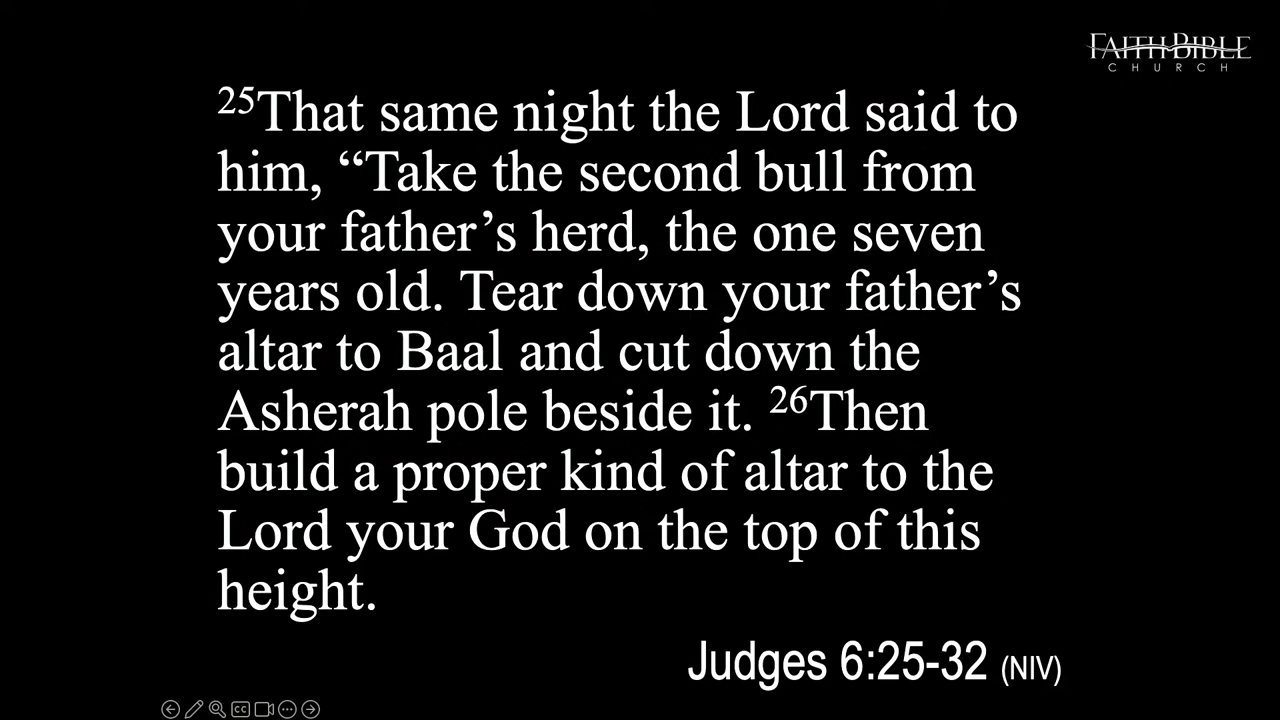 FAITH BIBLE
CHURCH
25That same night the Lord said to
him, “Take the second bull from
your father’s herd, the one seven
years old. Tear down your father’s
altar to Baal and cut down the
Asherah pole beside it. 26Then
build a proper kind of altar to the
Lord your God on the top of this
height.
Judges 6:25-32 (NIV)
CC